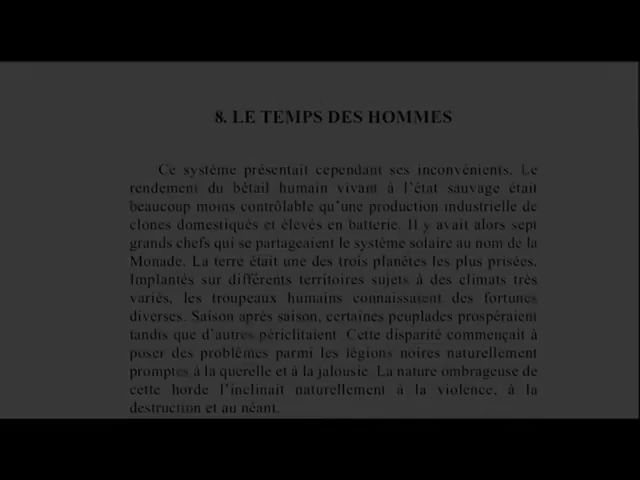 8. LE TEMPS DES HOMMES
Ce système présentait cependant ses inconvénients. Le
rendement du bétail humain vivant à l'état sauvage était
beaucoup moins contrôlable qu'une production industrielle de
clones domestiqués et élevés en batterie. Il y avait alors sept
grands chefs qui se partageaient le système solaire au nom de la
Monade. La terre était une des trois planètes les plus prisées.
Implantés sur différents territoires sujets à des climats très
variés, les troupeaux humains connaissaient des fortunes
diverses. Saison après saison, certaines peuplades prospéraient
tandis que d'autres périclitaient. Cette disparité commençait à
poser des problèmes parmi les légions noires naturellement
promptes à la querelle et à la jalousie. La nature ombrageuse de
cette horde l'inclinait naturellement à la violence, à la
destruction et au néant.